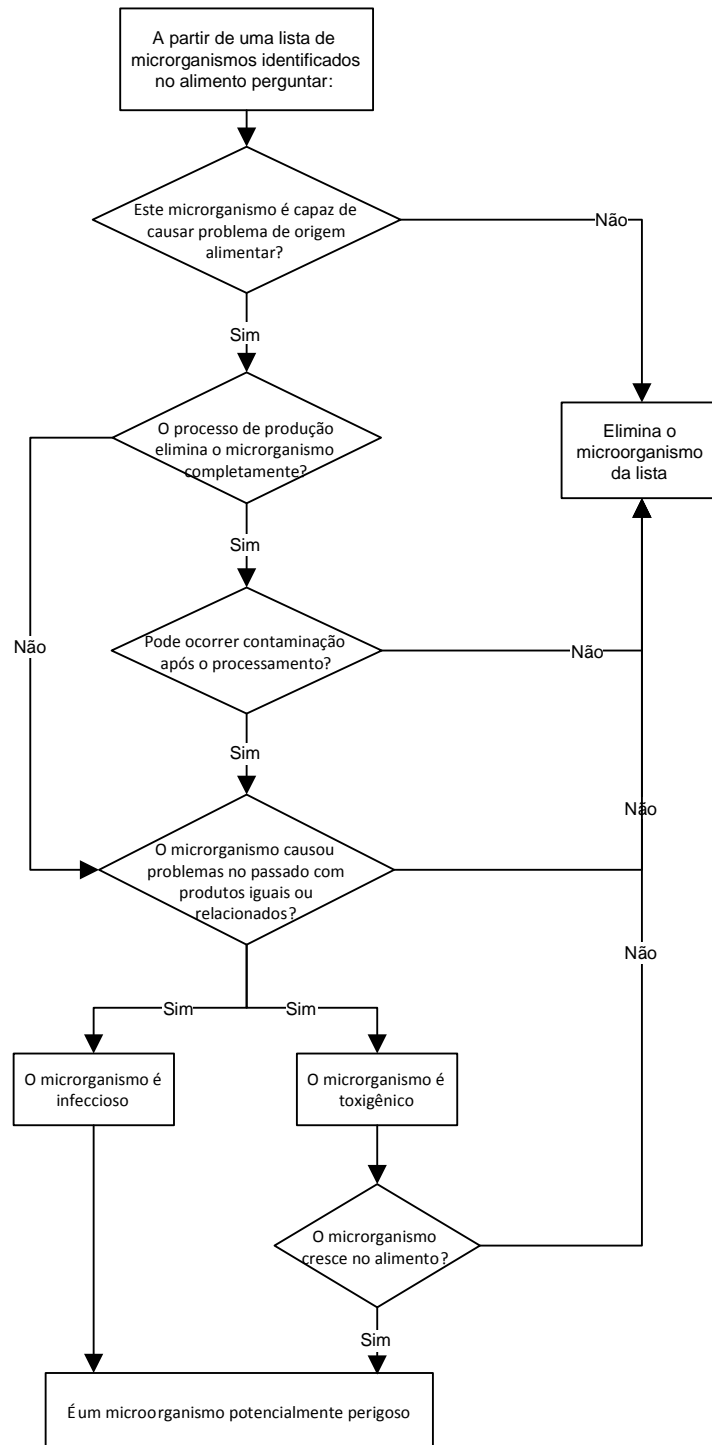 A partir de uma lista de
microrganismos identificados
no alimento perguntar:
Este microrganismo é capaz de
causar problema de origem
alimentar?
Não
Sim
O processo de produção
elimina o microrganismo
completamente?
Elimina o
microorganismo
da lista
Sim
Não
Pode ocorrer contaminação
após o processamento?
Não
Sim
O microrganismo causou
problemas no passado com
produtos iguais ou
relacionados?
Não
Não
Sim
Sim
O microrganismo é
infeccioso
O microrganismo é
toxigênico
O microrganismo
cresce no alimento?
Sim
É um microorganismo potencialmente perigoso